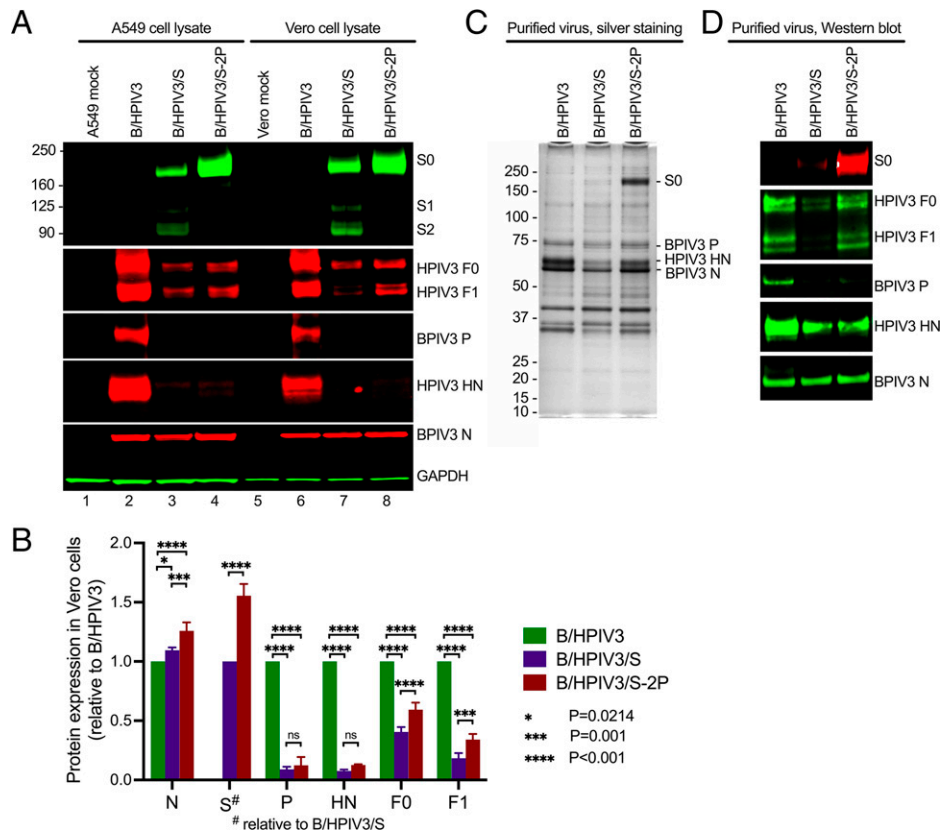 A
A549 cell lysate
Vero cell lysate
A549 mock
B/HPIV3
B/HPIV3/S
B/HPIV3/S-2P
Vero mock
B/HPIV3
B/HPIV3/S
B/HPIV3/S-2P
250 -
160 -
125 -
90 -
S0
S1
S2
HPIV3 F0
HPIV3 F1
BPIV3 P
HPIV3 HN
BPIV3 N
GAPDH
1 2 3 4 5 6 7 8
C
Purified virus, silver staining
B/HPIV3
B/HPIV3/S
B/HPIV3/S-2P
250 -
150 -
100 -
75 -
50 -
37 -
25 -
20 -
15 -
10 -
S0
BPIV3 P
HPIV3 HN
BPIV3 N
D
Purified virus, Western blot
B/HPIV3
B/HPIV3/S
B/HPIV3/S-2P
S0
HPIV3 F0
HPIV3 F1
BPIV3 P
HPIV3 HN
BPIV3 N
B
Protein expression in Vero cells
(relative to B/HPIV3)
2.0
1.5
1.0
0.5
0.0
****
*
***
****
****
****
ns
****
****
ns
****
****
****
****
****
***
N S# P HN F0 F1
# relative to B/HPIV3/S
B/HPIV3
B/HPIV3/S
B/HPIV3/S-2P
* P=0.0214
*** P=0.001
**** P<0.001